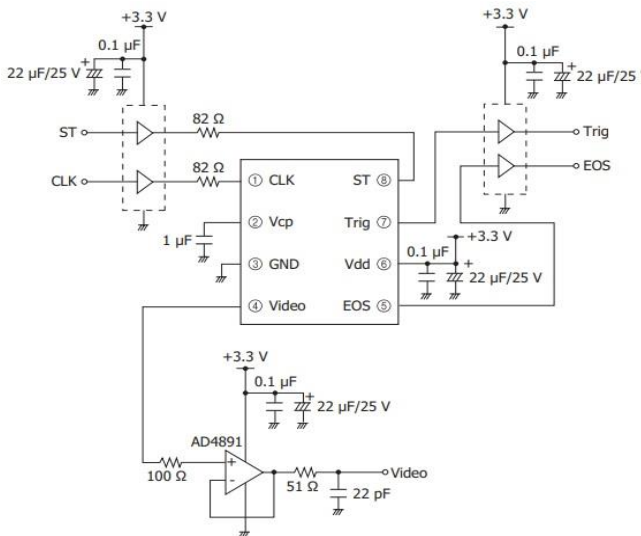 +3.3 V
0.1 µF
22 µF/25 V
+
+3.3 V
0.1 µF
+
22 µF/25 V
ST
82 Ω
Trig
CLK
82 Ω
EOS
① CLK
ST ⑧
② Vcp
Trig ⑦
1 µF
③ GND
Vdd ⑥
④ Video
EOS ⑤
+3.3 V
0.1 µF
+
22 µF/25 V
+3.3 V
0.1 µF
+
22 µF/25 V
AD4891
100 Ω
+
-
51 Ω
Video
22 pF